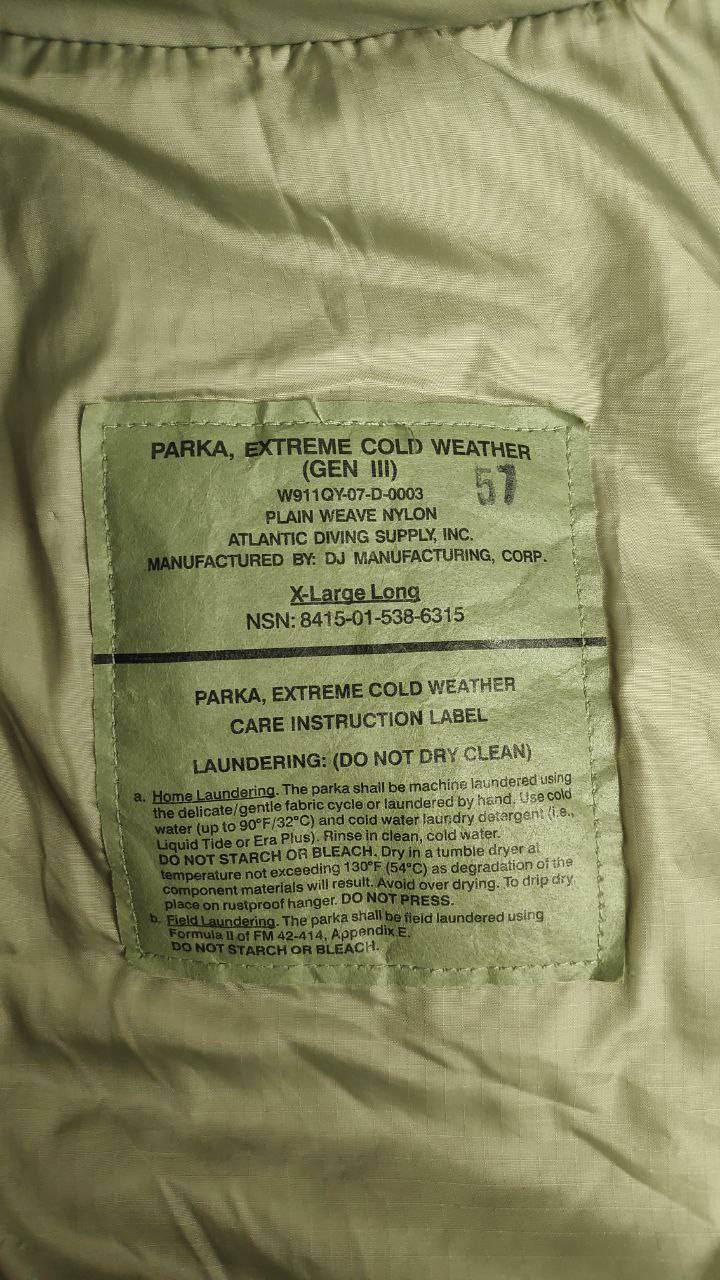 PARKA, EXTREME COLD WEATHER
(GEN III)
W911QY-07-D-0003
57
PLAIN WEAVE NYLON
ATLANTIC DIVING SUPPLY, INC.
MANUFACTURED BY: DJ MANUFACTURING, CORP.
X-Large Long
NSN: 8415-01-538-6315
PARKA, EXTREME COLD WEATHER
CARE INSTRUCTION LABEL
LAUNDERING: (DO NOT DRY CLEAN)
a. Home Laundering. The parka shall be machine laundered using
the delicate/gentle fabric cycle or laundered by hand. Use cold
water (up to 90°F/32°C) and cold water laundry detergent (i.e.,
Liquid Tide or Era Plus). Rinse in clean, cold water.
DO NOT STARCH OR BLEACH. Dry in a tumble dryer at
temperature not exceeding 130°F (54°C) as degradation of the
component materials will result. Avoid over drying. To drip dry,
place on rustproof hanger. DO NOT PRESS.
b. Field Laundering. The parka shall be field laundered using
Formula II of FM 42-414, Appendix E.
DO NOT STARCH OR BLEACH.